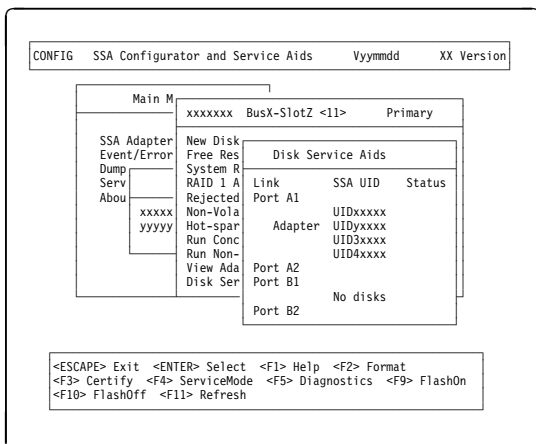 CONFIG SSA Configurator and Service Aids Vyymmdd XX Version
Main M
xxxxxxx BusX-SlotZ <11> Primary
SSA Adapter
Event/Error
Dump
Serv
Abou
xxxxx
yyyyy
New Disk
Free Res
System R
RAID 1 A
Rejected
Non-Vola
Hot-spar
Run Conc
Run Non-
View Ada
Disk Ser
Disk Service Aids
Link SSA UID Status
Port A1
UIDxxxxx
Adapter UIDyxxxx
UID3xxxx
UID4xxxx
Port A2
Port B1
No disks
Port B2
<ESCAPE> Exit <ENTER> Select <F1> Help <F2> Format
<F3> Certify <F4> ServiceMode <F5> Diagnostics <F9> FlashOn
<F10> FlashOff <F11> Refresh